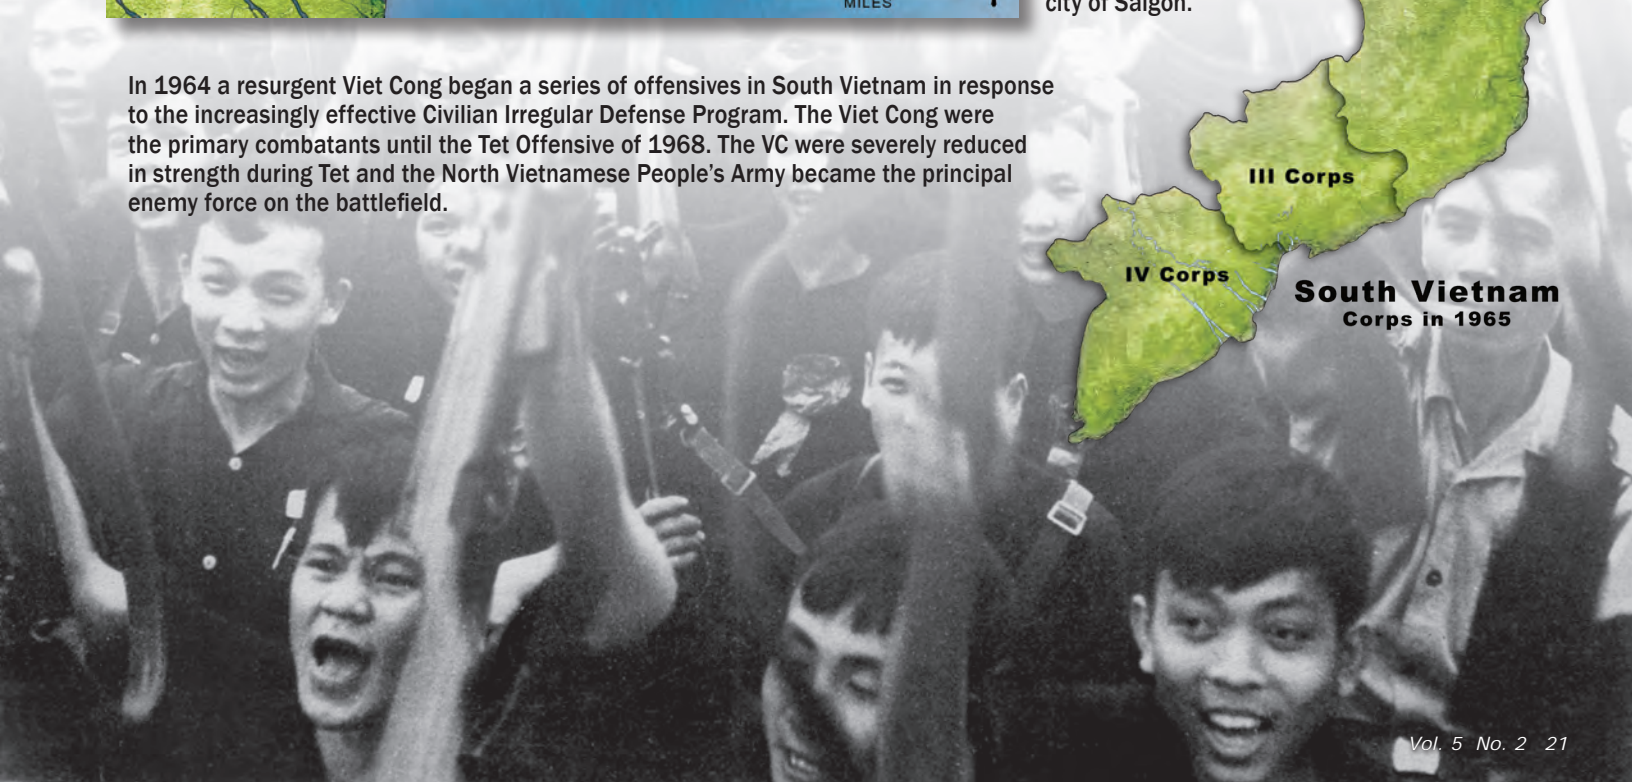 MILES
city of Saigon.
In 1964 a resurgent Viet Cong began a series of offensives in South Vietnam in response
to the increasingly effective Civilian Irregular Defense Program. The Viet Cong were
the primary combatants until the Tet Offensive of 1968. The VC were severely reduced
in strength during Tet and the North Vietnamese People’s Army became the principal
enemy force on the battlefield.
III Corps
IV Corps
South Vietnam
Corps in 1965
Vol. 5 No. 2 21